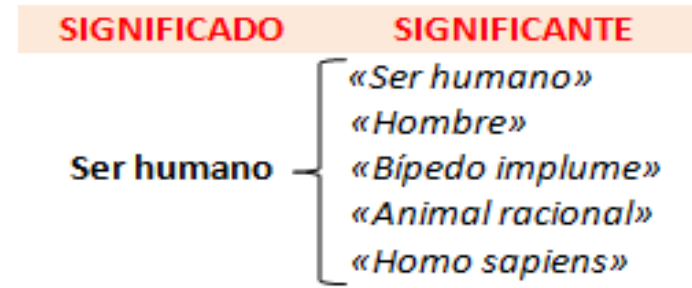 SIGNIFICADO SIGNIFICANTE
«Ser humano»
«Hombre»
Ser humano «Bípedo implume»
«Animal racional»
«Homo sapiens»